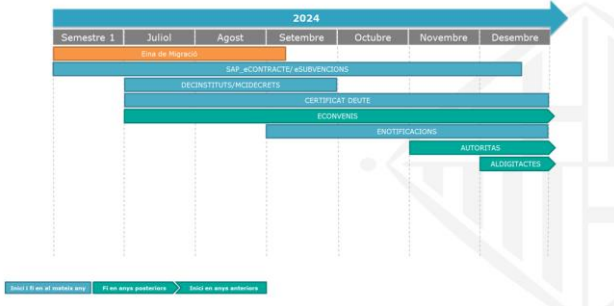 2024
Semestre 1 Juliol Agost Setembre Octubre Novembre Desembre
Eina de Migració
SAP_eCONTRACTE/ eSUBVENCIONS
DECINSTITUTS/MCIDECRETS
CERTIFICAT DEUTE
ECONVENIS
ENOTIFICACIONS
AUTORITAS
ALDIGITACTES
Inici i fi en al mateix any Fi en anys posteriors Inici en anys anteriors